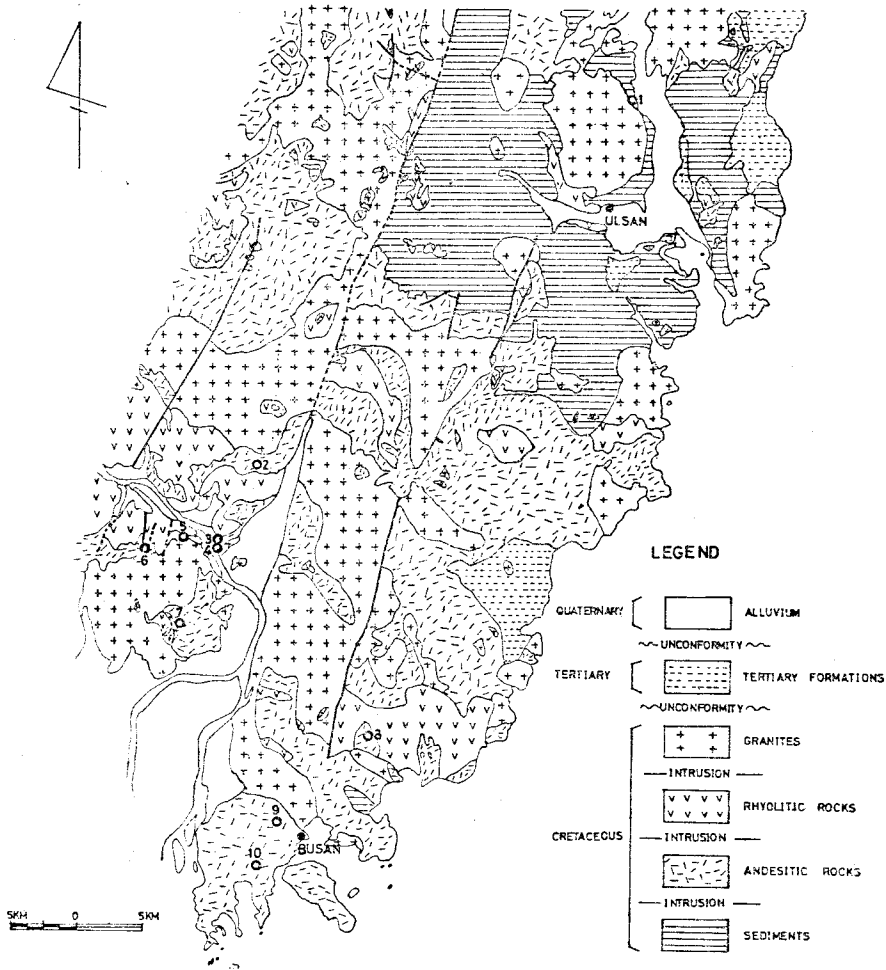 1
ULSAN
2
5
3
4
6
8
9
BUSAN
10
5KM 0 5KM
LEGEND
QUATERNARY
ALLUVIUM
UNCONFORMITY
TERTIARY
TERTIARY FORMATIONS
UNCONFORMITY
CRETACEOUS
GRANITES
INTRUSION
RHYOLITIC ROCKS
INTRUSION
ANDESITIC ROCKS
INTRUSION
SEDIMENTS